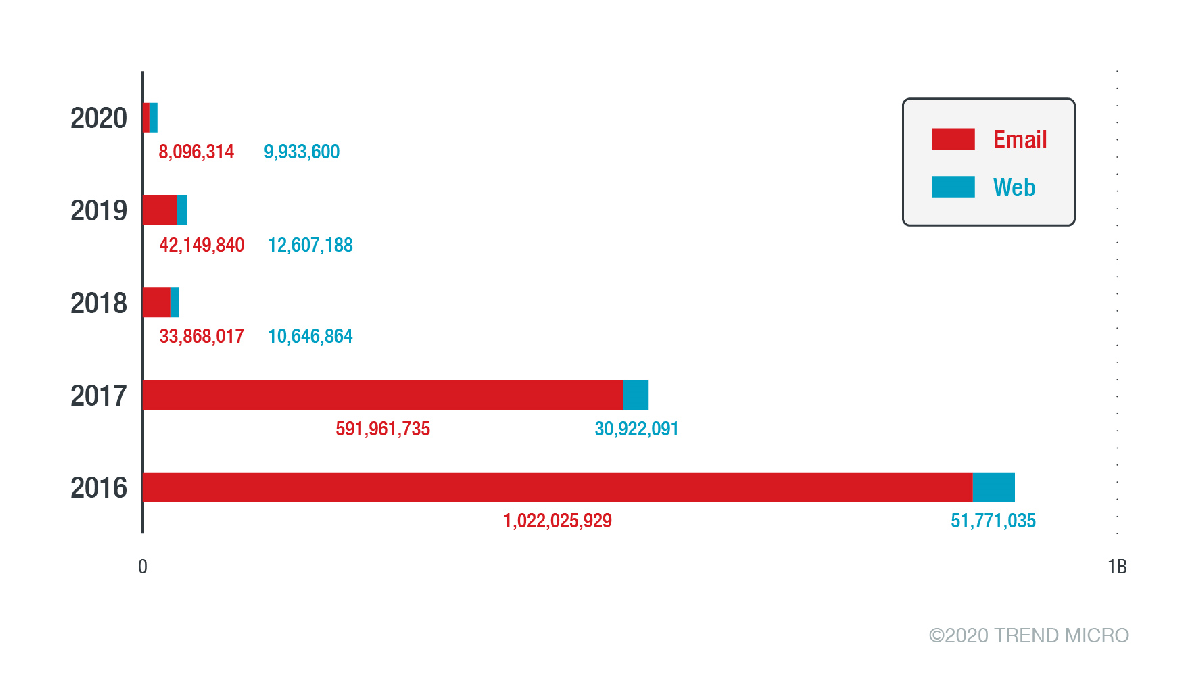 2020
8,096,314 9,933,600
Email
Web
2019
42,149,840 12,607,188
2018
33,868,017 10,646,864
2017
591,961,735 30,922,091
2016
1,022,025,929 51,771,035
0 1B
©2020 TREND MICRO